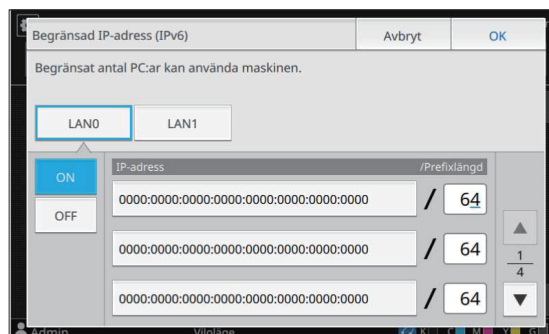 Begränsad IP-adress (IPv6) Avbryt OK
Begränsat antal PC:ar kan använda maskinen.
LAN0 LAN1
ON
OFF
IP-adress /Prefixlängd
0000:0000:0000:0000:0000:0000:0000:0000 / 64
0000:0000:0000:0000:0000:0000:0000:0000 / 64
0000:0000:0000:0000:0000:0000:0000:0000 / 64
1
4
Admin Viloläge K C M Y G